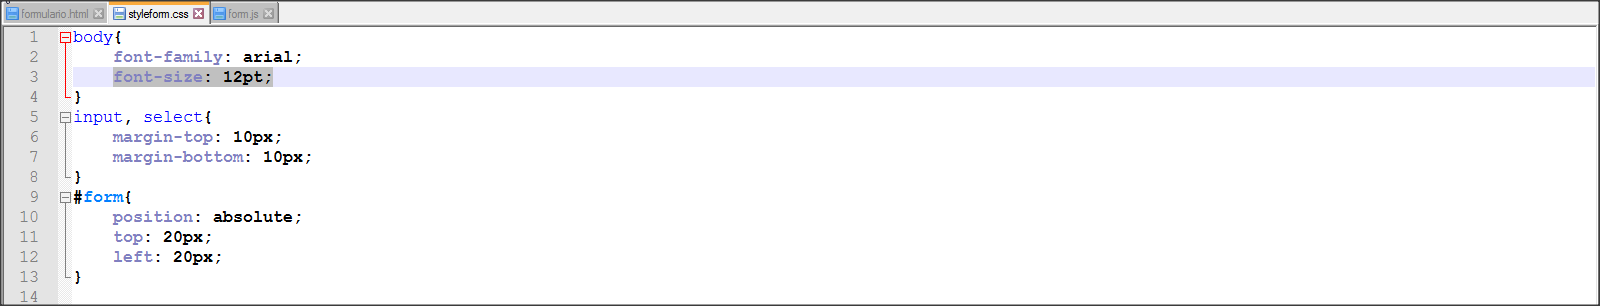 formulario.html styleform.css form.js
1 body{
2 font-family: arial;
3 font-size: 12pt;
4 }
5 input, select{
6 margin-top: 10px;
7 margin-bottom: 10px;
8 }
9 #form{
10 position: absolute;
11 top: 20px;
12 left: 20px;
13 }
14